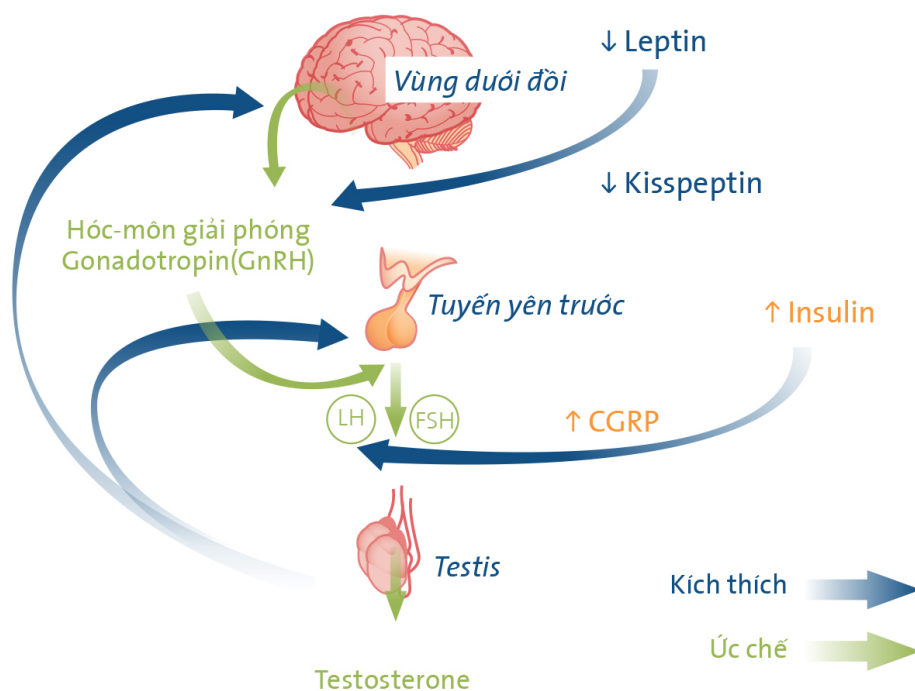 ↓ Leptin
Vùng dưới đồi
↓ Kisspeptin
Hóc-môn giải phóng
Gonadotropin(GnRH)
Tuyến yên trước
↑ Insulin
LH
FSH
↑ CGRP
Testis
Kích thích
Ức chế
Testosterone